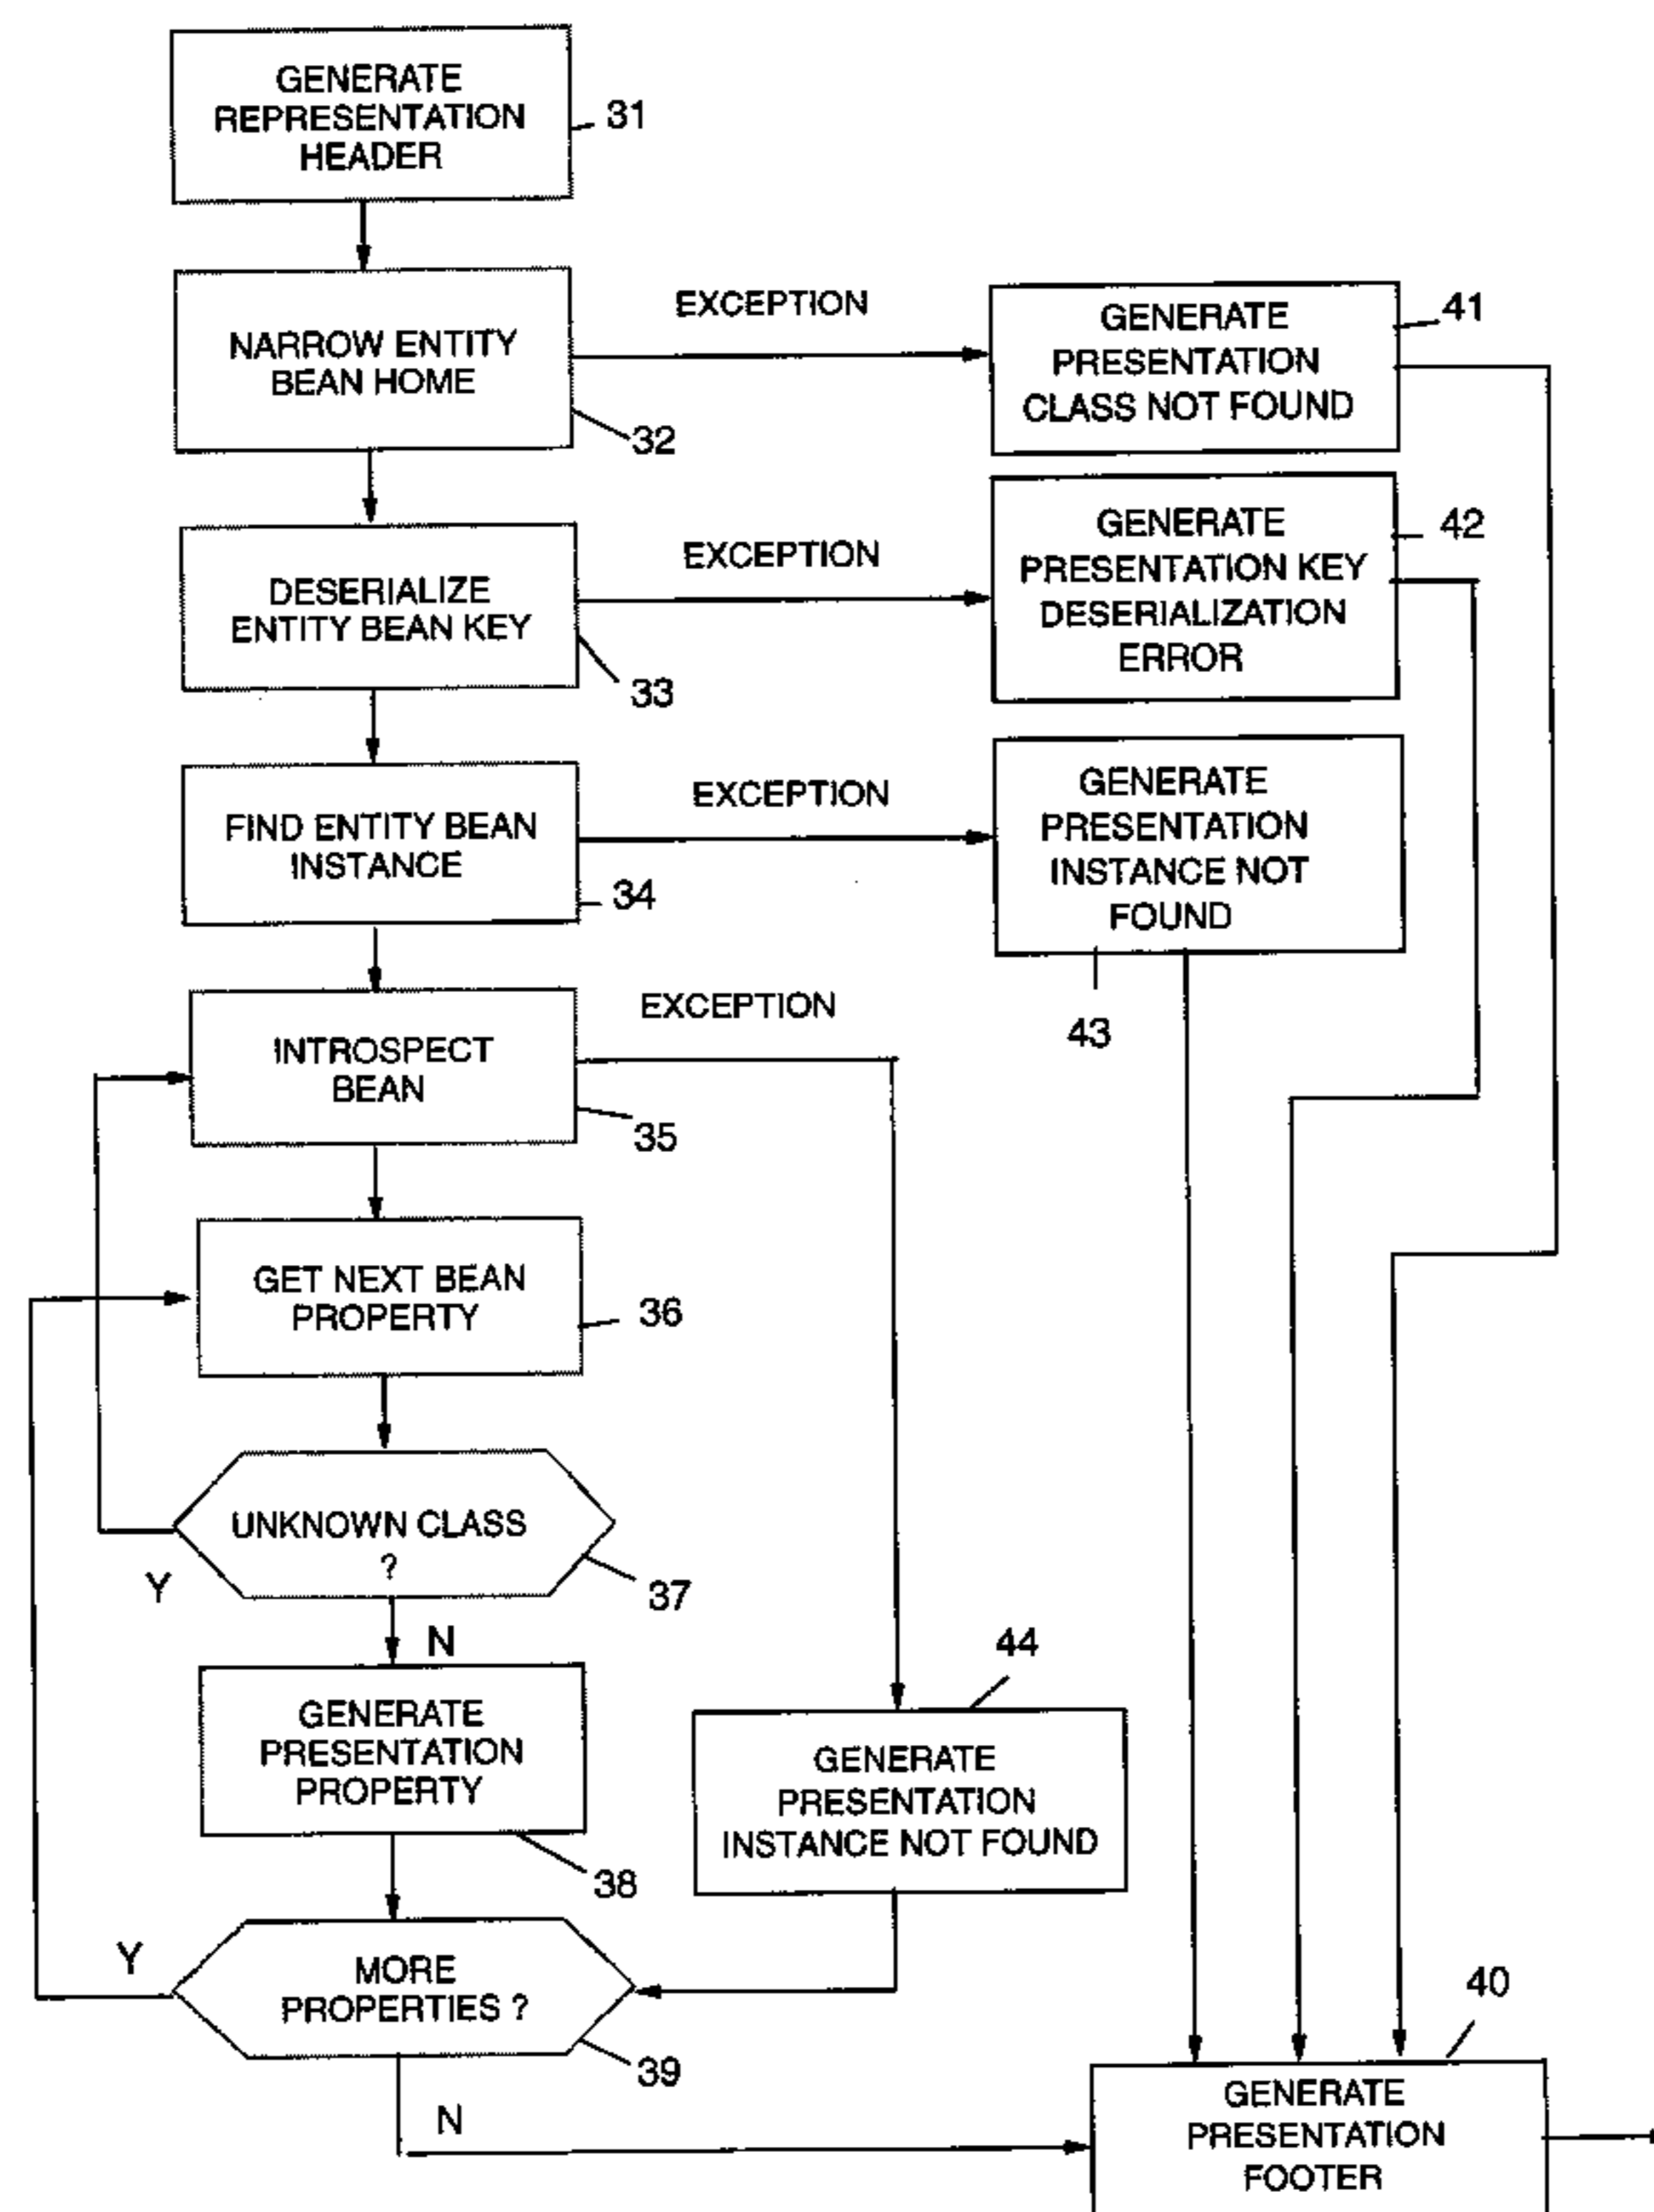 GENERATE
REPRESENTATION
HEADER
31
NARROW ENTITY
BEAN HOME
32
EXCEPTION
GENERATE
PRESENTATION
CLASS NOT FOUND
41
DESERIALIZE
ENTITY BEAN KEY
33
EXCEPTION
GENERATE
PRESENTATION KEY
DESERIALIZATION
ERROR
42
FIND ENTITY BEAN
INSTANCE
34
EXCEPTION
GENERATE
PRESENTATION
INSTANCE NOT
FOUND
43
INTROSPECT
BEAN
35
EXCEPTION
GET NEXT BEAN
PROPERTY
36
UNKNOWN CLASS
?
37
Y
N
GENERATE
PRESENTATION
PROPERTY
38
44
GENERATE
PRESENTATION
INSTANCE NOT FOUND
Y
MORE
PROPERTIES ?
39
N
40
GENERATE
PRESENTATION
FOOTER